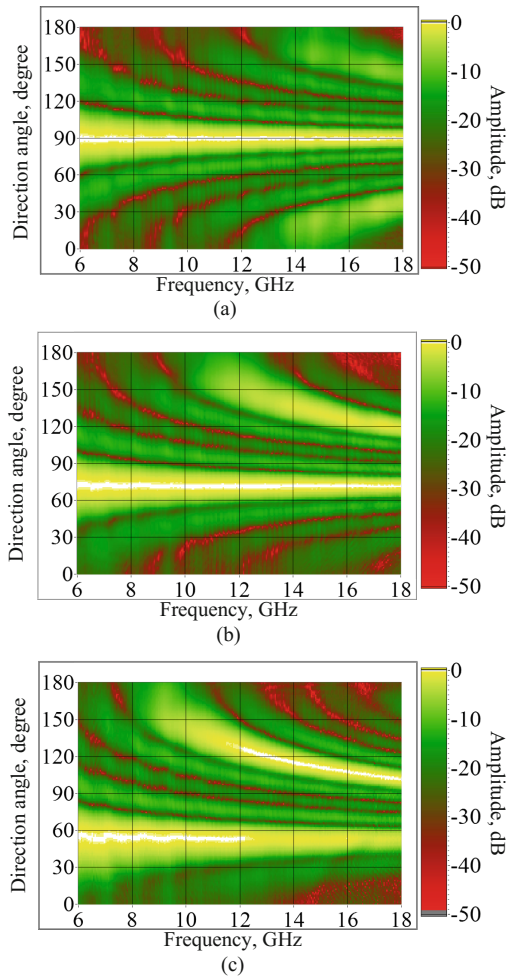 180
150
120
90
60
30
0
Direction angle, degree
6 8 10 12 14 16 18
Frequency, GHz
0
-10
-20
-30
-40
-50
Amplitude, dB
(a)
180
150
120
90
60
30
0
Direction angle, degree
6 8 10 12 14 16 18
Frequency, GHz
0
-10
-20
-30
-40
-50
Amplitude, dB
(b)
180
150
120
90
60
30
0
Direction angle, degree
6 8 10 12 14 16 18
Frequency, GHz
0
-10
-20
-30
-40
-50
Amplitude, dB
(c)